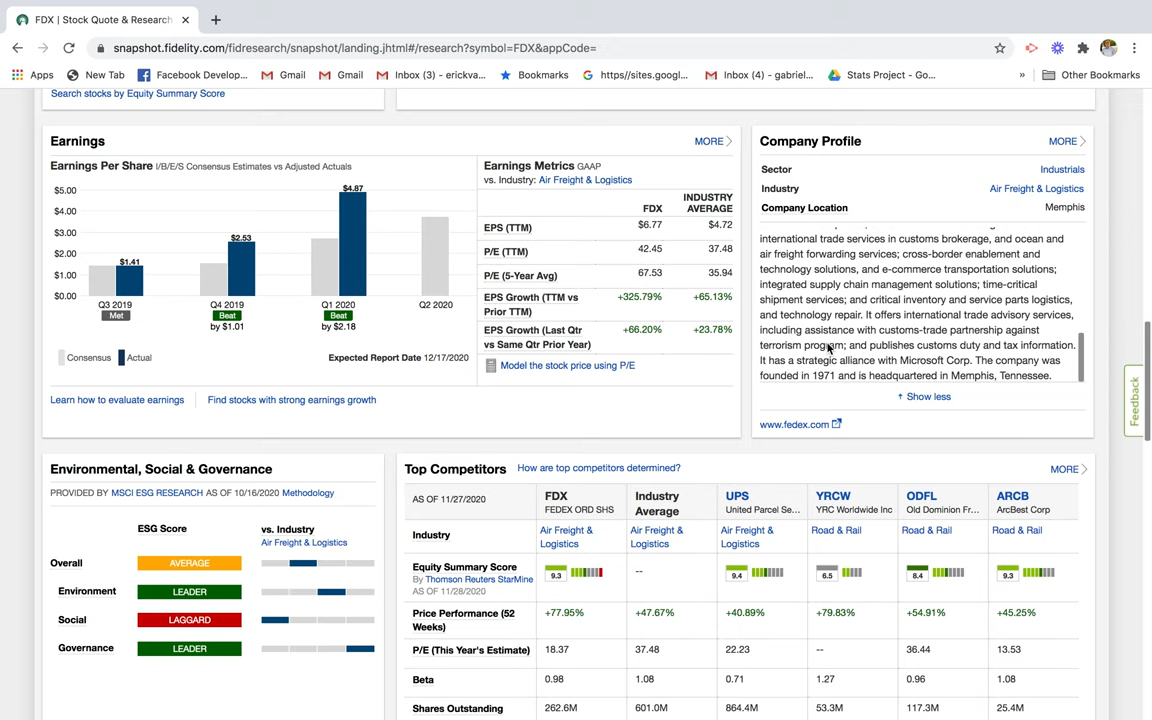 FDX | Stock Quote & Research
snapshot.fidelity.com/fidresearch/snapshot/landing.jhtml#/research?symbol=FDX&appCode=
Apps
New Tab
Facebook Develop...
Gmail
Gmail
Inbox (3) - erickva...
Bookmarks
https//sites.googl...
Inbox (4) - gabriel...
Stats Project - Go...
»
Other Bookmarks
Search stocks by Equity Summary Score
Earnings
MORE
Earnings Per Share I/B/E/S Consensus Estimates vs Adjusted Actuals
$5.00
$4.00
$3.00
$2.00
$1.00
$0.00
$1.41
$2.53
$4.87
Q3 2019
Q4 2019
Q1 2020
Q2 2020
Met
Beat
Beat
by $1.01
by $2.18
Consensus
Actual
Expected Report Date 12/17/2020
Learn how to evaluate earnings
Find stocks with strong earnings growth
Earnings Metrics GAAP
vs. Industry: Air Freight & Logistics
FDX
INDUSTRY AVERAGE
EPS (TTM) $6.77 $4.72
P/E (TTM) 42.45 37.48
P/E (5-Year Avg) 67.53 35.94
EPS Growth (TTM vs Prior TTM) +325.79% +65.13%
EPS Growth (Last Qtr vs Same Qtr Prior Year) +66.20% +23.78%
Model the stock price using P/E
Company Profile
MORE
Sector Industrials
Industry Air Freight & Logistics
Company Location Memphis
international trade services in customs brokerage, and ocean and
air freight forwarding services; cross-border enablement and
technology solutions, and e-commerce transportation solutions;
integrated supply chain management solutions; time-critical
shipment services; and critical inventory and service parts logistics,
and technology repair. It offers international trade advisory services,
including assistance with customs-trade partnership against
terrorism program; and publishes customs duty and tax information.
It has a strategic alliance with Microsoft Corp. The company was
founded in 1971 and is headquartered in Memphis, Tennessee.
↑ Show less
www.fedex.com
Feedback
Environmental, Social & Governance
PROVIDED BY MSCI ESG RESEARCH AS OF 10/16/2020 Methodology
ESG Score
vs. Industry
Air Freight & Logistics
Overall AVERAGE
Environment LEADER
Social LAGGARD
Governance LEADER
Top Competitors How are top competitors determined?
MORE
AS OF 11/27/2020
FDX
FEDEX ORD SHS
Industry Average
UPS
United Parcel Se...
YRCW
YRC Worldwide Inc
ODFL
Old Dominion Fr...
ARCB
ArcBest Corp
Industry
Air Freight & Logistics
Air Freight & Logistics
Air Freight & Logistics
Road & Rail
Road & Rail
Road & Rail
Equity Summary Score
By Thomson Reuters StarMine
AS OF 11/28/2020
9.3 -- 9.4 6.5 8.4 9.3
Price Performance (52 Weeks) +77.95% +47.67% +40.89% +79.83% +54.91% +45.25%
P/E (This Year's Estimate) 18.37 37.48 22.23 -- 36.44 13.53
Beta 0.98 1.08 0.71 1.27 0.96 1.08
Shares Outstanding 262.6M 601.0M 864.4M 53.3M 117.3M 25.4M